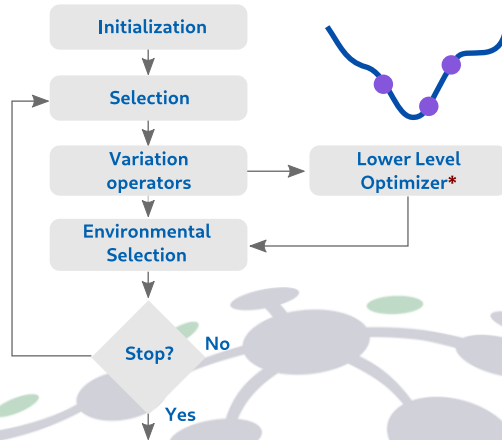 Initialization
Selection
Variation
operators
Lower Level
Optimizer*
Environmental
Selection
Stop?
No
Yes